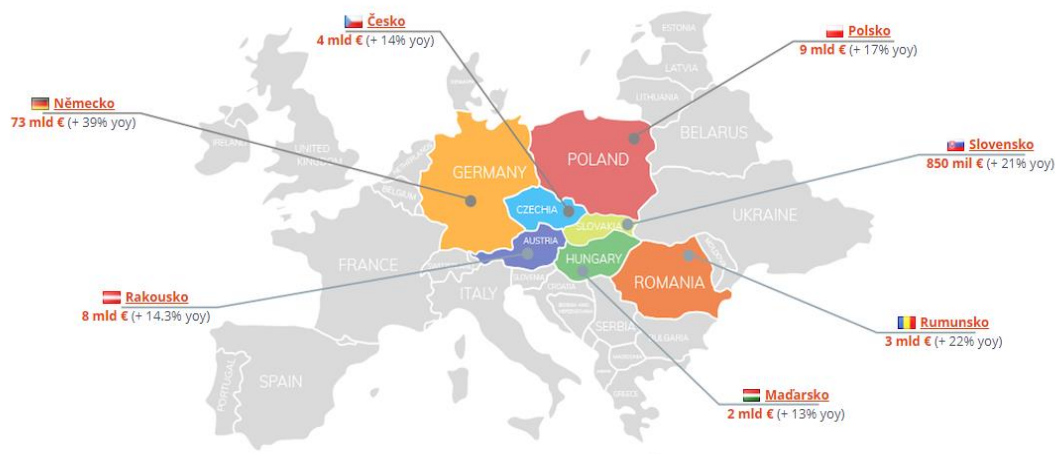 Česko
4 mld € (+ 14% yoy)
Polsko
9 mld € (+ 17% yoy)
Německo
73 mld € (+ 39% yoy)
Slovensko
850 mil € (+ 21% yoy)
Rakousko
8 mld € (+ 14.3% yoy)
Rumunsko
3 mld € (+ 22% yoy)
Maďarsko
2 mld € (+ 13% yoy)
ESTONIA
LATVIA
LITHUANIA
BELARUS
IRELAND
UNITED
KINGDOM
NETHERLANDS
BELGIUM
GERMANY
POLAND
CZECHIA
SLOVAKIA
UKRAINE
AUSTRIA
HUNGARY
MOLDOVA
FRANCE
SLOVENIA
CROATIA
ROMANIA
ITALY
SERBIA
BULGARIA
PORTUGAL
SPAIN
GREECE